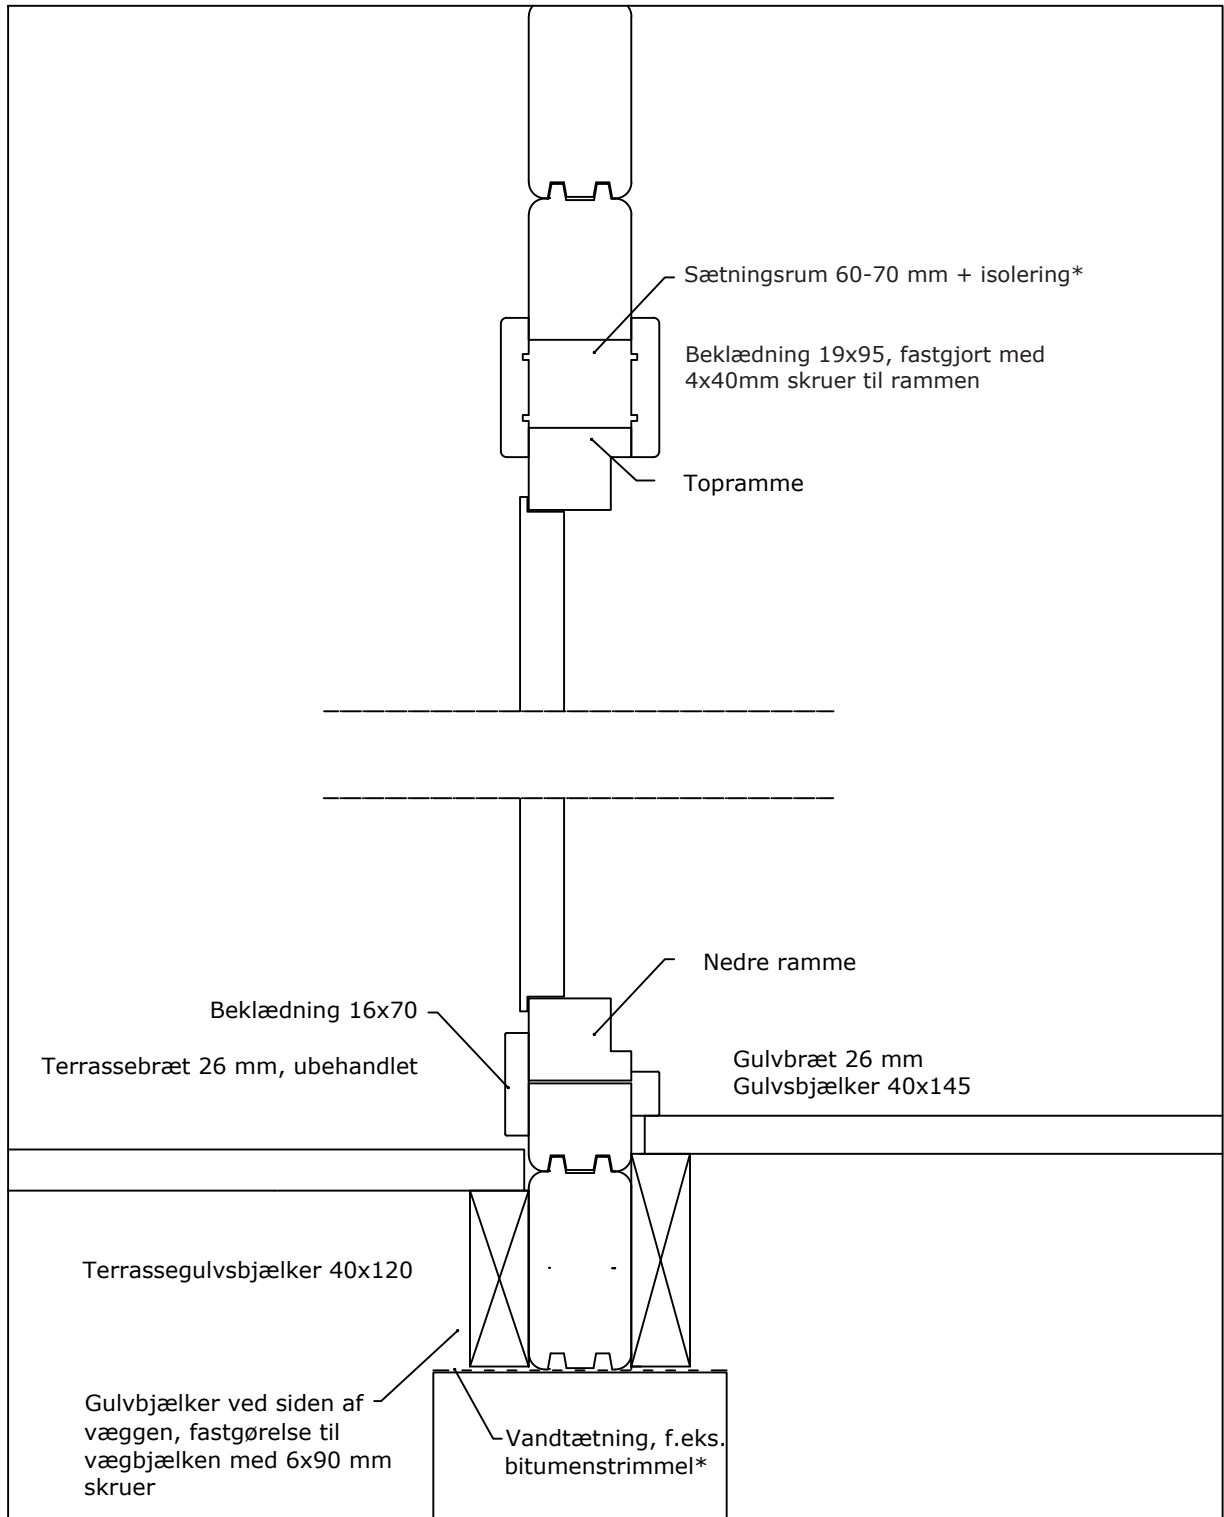 Sætningsrum 60-70 mm + isolering*
Beklædning 19x95, fastgjort med
4x40mm skruer til rammen
Topramme
Nedre ramme
Beklædning 16x70
Terrassebræt 26 mm, ubehandlet
Gulvbræt 26 mm
Gulvsbjælker 40x145
Terrassegulvsbjælker 40x120
Gulvbjælker ved siden af
væggen, fastgørelse til
vægbjælken med 6x90 mm
skruer
Vandtætning, f.eks.
bitumenstrimmel*